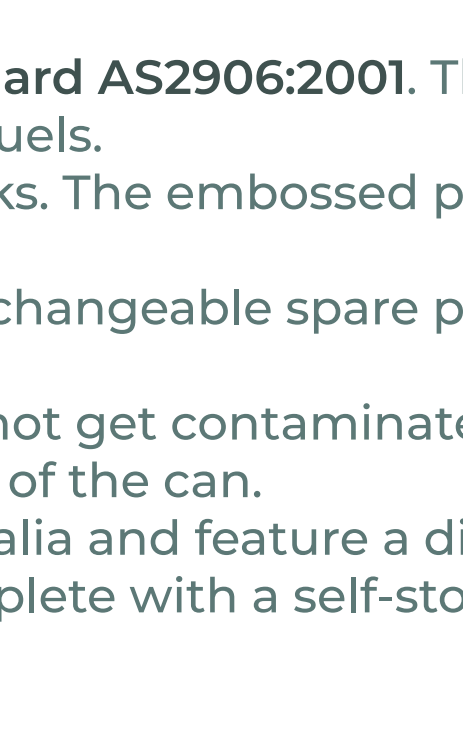 ard AS2906:2001. T
uels.
ks. The embossed p
changeable spare p
not get contaminate
of the can.
alia and feature a di
plete with a self-sto